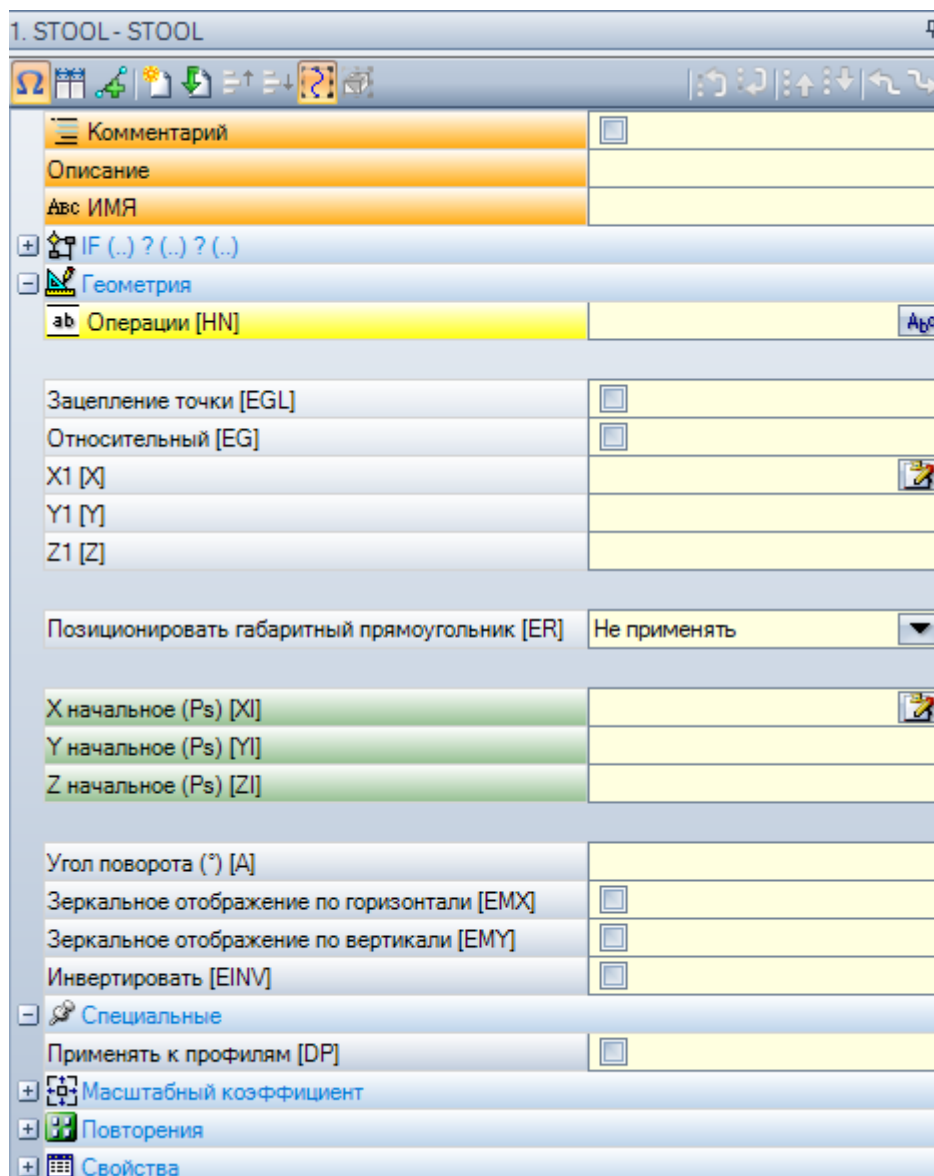 1. STOOL - STOOL
Комментарий
Описание
ABC ИМЯ
IF (..) ? (..) ? (..)
Геометрия
ab Операции [HN]
Зацепление точки [EGL]
Относительный [EG]
X1 [X]
Y1 [Y]
Z1 [Z]
Позиционировать габаритный прямоугольник [ER] Не применять
X начальное (Ps) [XI]
Y начальное (Ps) [YI]
Z начальное (Ps) [ZI]
Угол поворота (°) [A]
Зеркальное отображение по горизонтали [EMX]
Зеркальное отображение по вертикали [EMY]
Инвертировать [EINV]
Специальные
Применять к профилям [DP]
Масштабный коэффициент
Повторения
Свойства